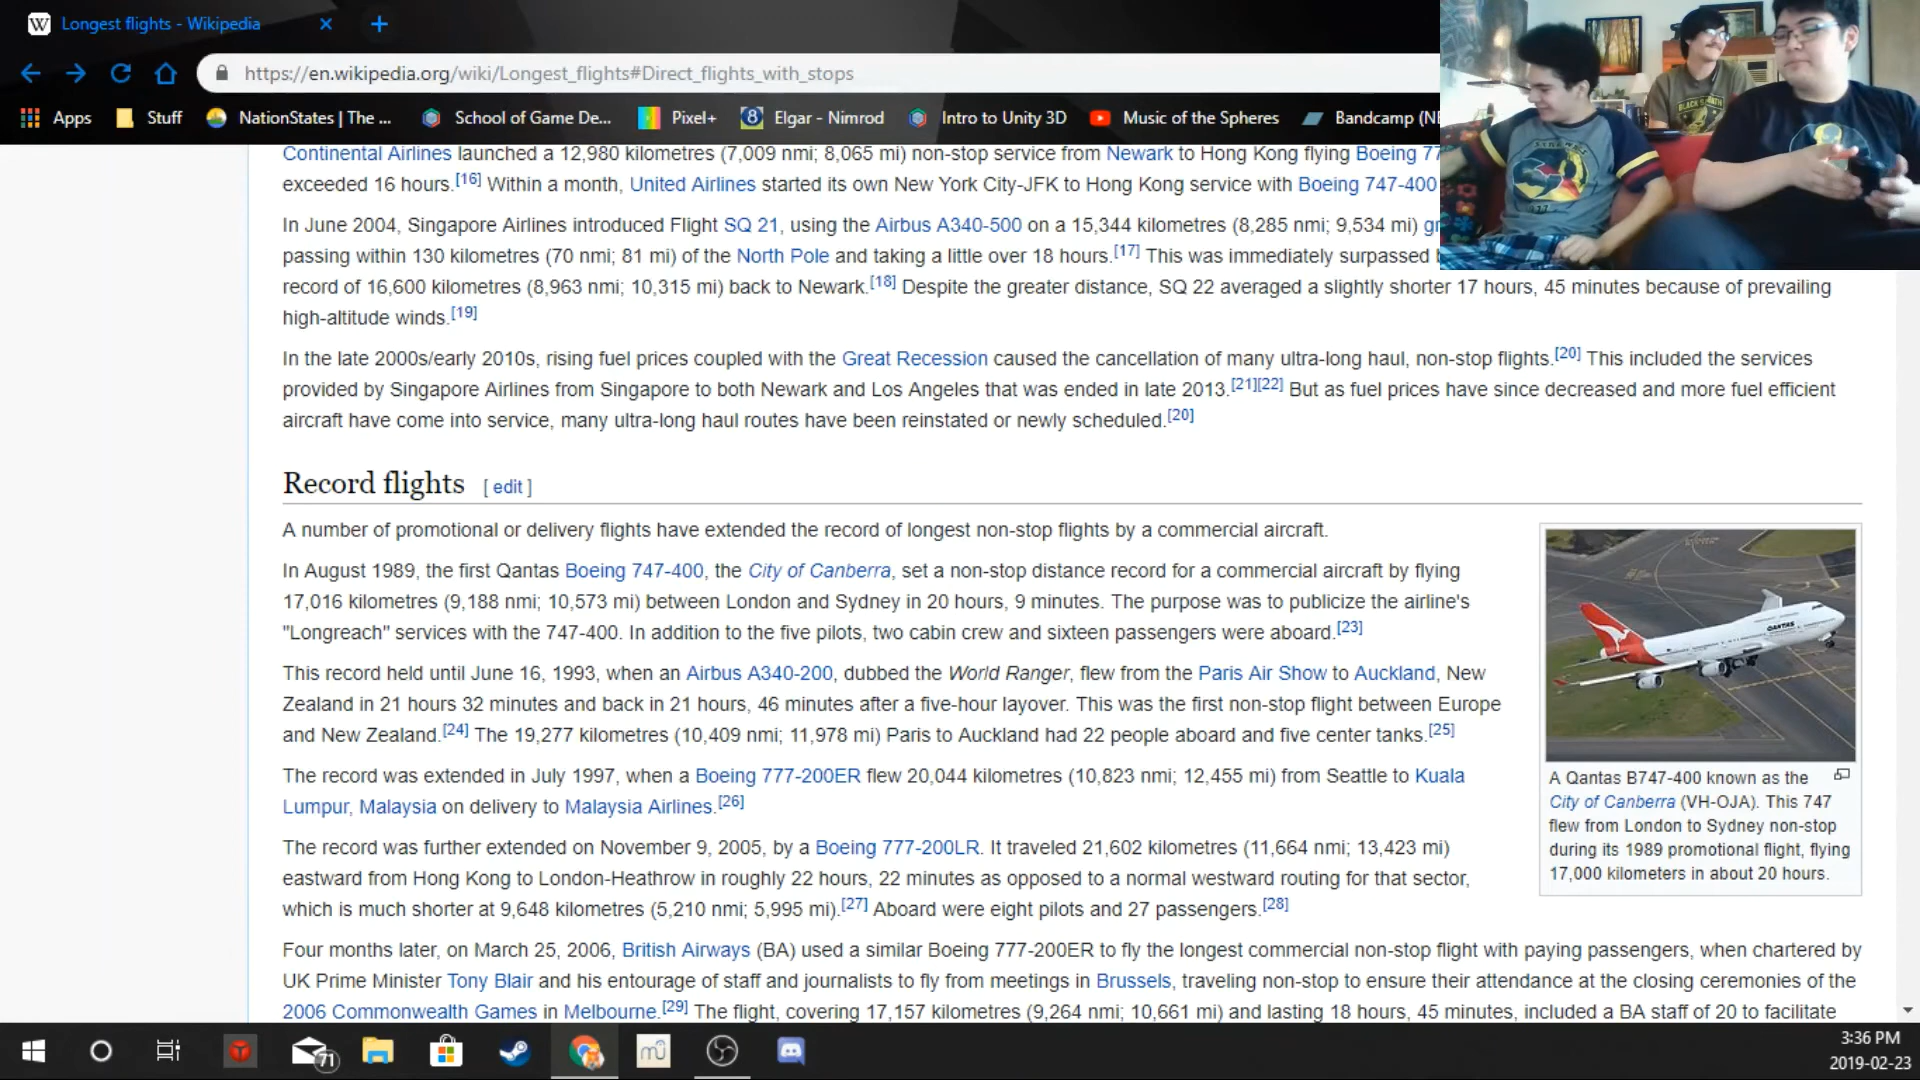 Longest flights - Wikipedia
https://en.wikipedia.org/wiki/Longest_flights#Direct_flights_with_stops
Apps Stuff NationStates | The ... School of Game De... Pixel+ Elgar - Nimrod Intro to Unity 3D Music of the Spheres Bandcamp (NE
Continental Airlines launched a 12,980 kilometres (7,009 nmi; 8,065 mi) non-stop service from Newark to Hong Kong flying Boeing 77
exceeded 16 hours.[16] Within a month, United Airlines started its own New York City-JFK to Hong Kong service with Boeing 747-400
In June 2004, Singapore Airlines introduced Flight SQ 21, using the Airbus A340-500 on a 15,344 kilometres (8,285 nmi; 9,534 mi) gr
passing within 130 kilometres (70 nmi; 81 mi) of the North Pole and taking a little over 18 hours.[17] This was immediately surpassed
record of 16,600 kilometres (8,963 nmi; 10,315 mi) back to Newark.[18] Despite the greater distance, SQ 22 averaged a slightly shorter 17 hours, 45 minutes because of prevailing
high-altitude winds.[19]
In the late 2000s/early 2010s, rising fuel prices coupled with the Great Recession caused the cancellation of many ultra-long haul, non-stop flights.[20] This included the services
provided by Singapore Airlines from Singapore to both Newark and Los Angeles that was ended in late 2013.[21][22] But as fuel prices have since decreased and more fuel efficient
aircraft have come into service, many ultra-long haul routes have been reinstated or newly scheduled.[20]
Record flights [ edit ]
A number of promotional or delivery flights have extended the record of longest non-stop flights by a commercial aircraft.
In August 1989, the first Qantas Boeing 747-400, the City of Canberra, set a non-stop distance record for a commercial aircraft by flying
17,016 kilometres (9,188 nmi; 10,573 mi) between London and Sydney in 20 hours, 9 minutes. The purpose was to publicize the airline's
"Longreach" services with the 747-400. In addition to the five pilots, two cabin crew and sixteen passengers were aboard.[23]
This record held until June 16, 1993, when an Airbus A340-200, dubbed the World Ranger, flew from the Paris Air Show to Auckland, New
Zealand in 21 hours 32 minutes and back in 21 hours, 46 minutes after a five-hour layover. This was the first non-stop flight between Europe
and New Zealand.[24] The 19,277 kilometres (10,409 nmi; 11,978 mi) Paris to Auckland had 22 people aboard and five center tanks.[25]
The record was extended in July 1997, when a Boeing 777-200ER flew 20,044 kilometres (10,823 nmi; 12,455 mi) from Seattle to Kuala
Lumpur, Malaysia on delivery to Malaysia Airlines.[26]
The record was further extended on November 9, 2005, by a Boeing 777-200LR. It traveled 21,602 kilometres (11,664 nmi; 13,423 mi)
eastward from Hong Kong to London-Heathrow in roughly 22 hours, 22 minutes as opposed to a normal westward routing for that sector,
which is much shorter at 9,648 kilometres (5,210 nmi; 5,995 mi).[27] Aboard were eight pilots and 27 passengers.[28]
Four months later, on March 25, 2006, British Airways (BA) used a similar Boeing 777-200ER to fly the longest commercial non-stop flight with paying passengers, when chartered by
UK Prime Minister Tony Blair and his entourage of staff and journalists to fly from meetings in Brussels, traveling non-stop to ensure their attendance at the closing ceremonies of the
2006 Commonwealth Games in Melbourne.[29] The flight, covering 17,157 kilometres (9,264 nmi; 10,661 mi) and lasting 18 hours, 45 minutes, included a BA staff of 20 to facilitate
QANTAS
A Qantas B747-400 known as the
City of Canberra (VH-OJA). This 747
flew from London to Sydney non-stop
during its 1989 promotional flight, flying
17,000 kilometers in about 20 hours.
71
mü
3:36 PM
2019-02-23